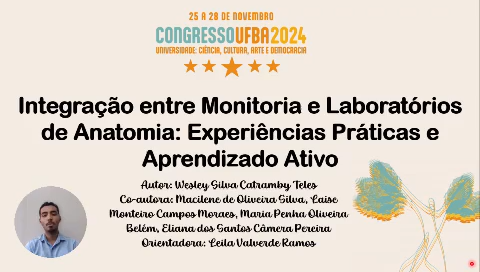 25 A 28 DE NOVEMBRO
CONGRESSOUFBA2024
UNIVERSIDADE: CIÊNCIA, CULTURA, ARTE E DEMOCRACIA
Integração entre Monitoria e Laboratórios
de Anatomia: Experiências Práticas e
Aprendizado Ativo
Autor: Wesley Silva Catramby Teles
Co-autora: Macilene de Oliveira Silva, Laise
Monteiro Campos Moraes, Maria Penha Oliveira
Belém, Eliana dos Santos Câmera Pereira
Orientadora: Leila Valverde Ramos